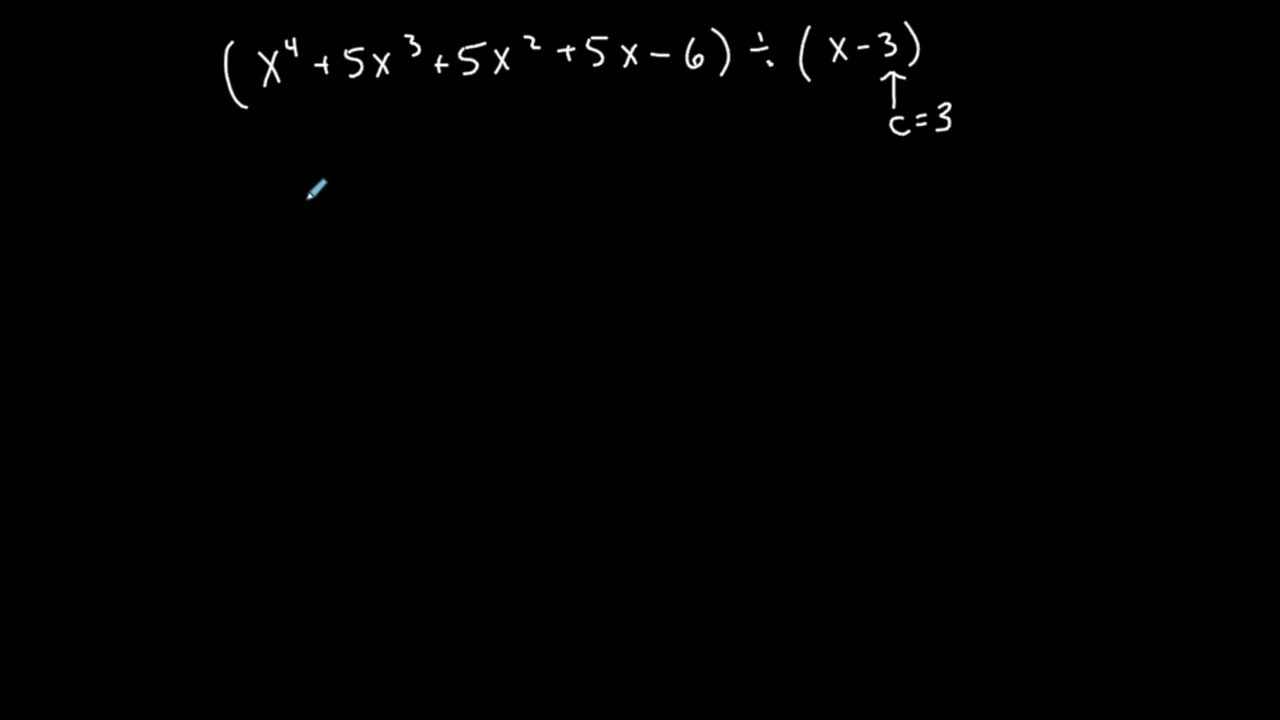 (x⁴ + 5x³ + 5x² + 5x − 6) ÷ (x − 3)
↑
c = 3